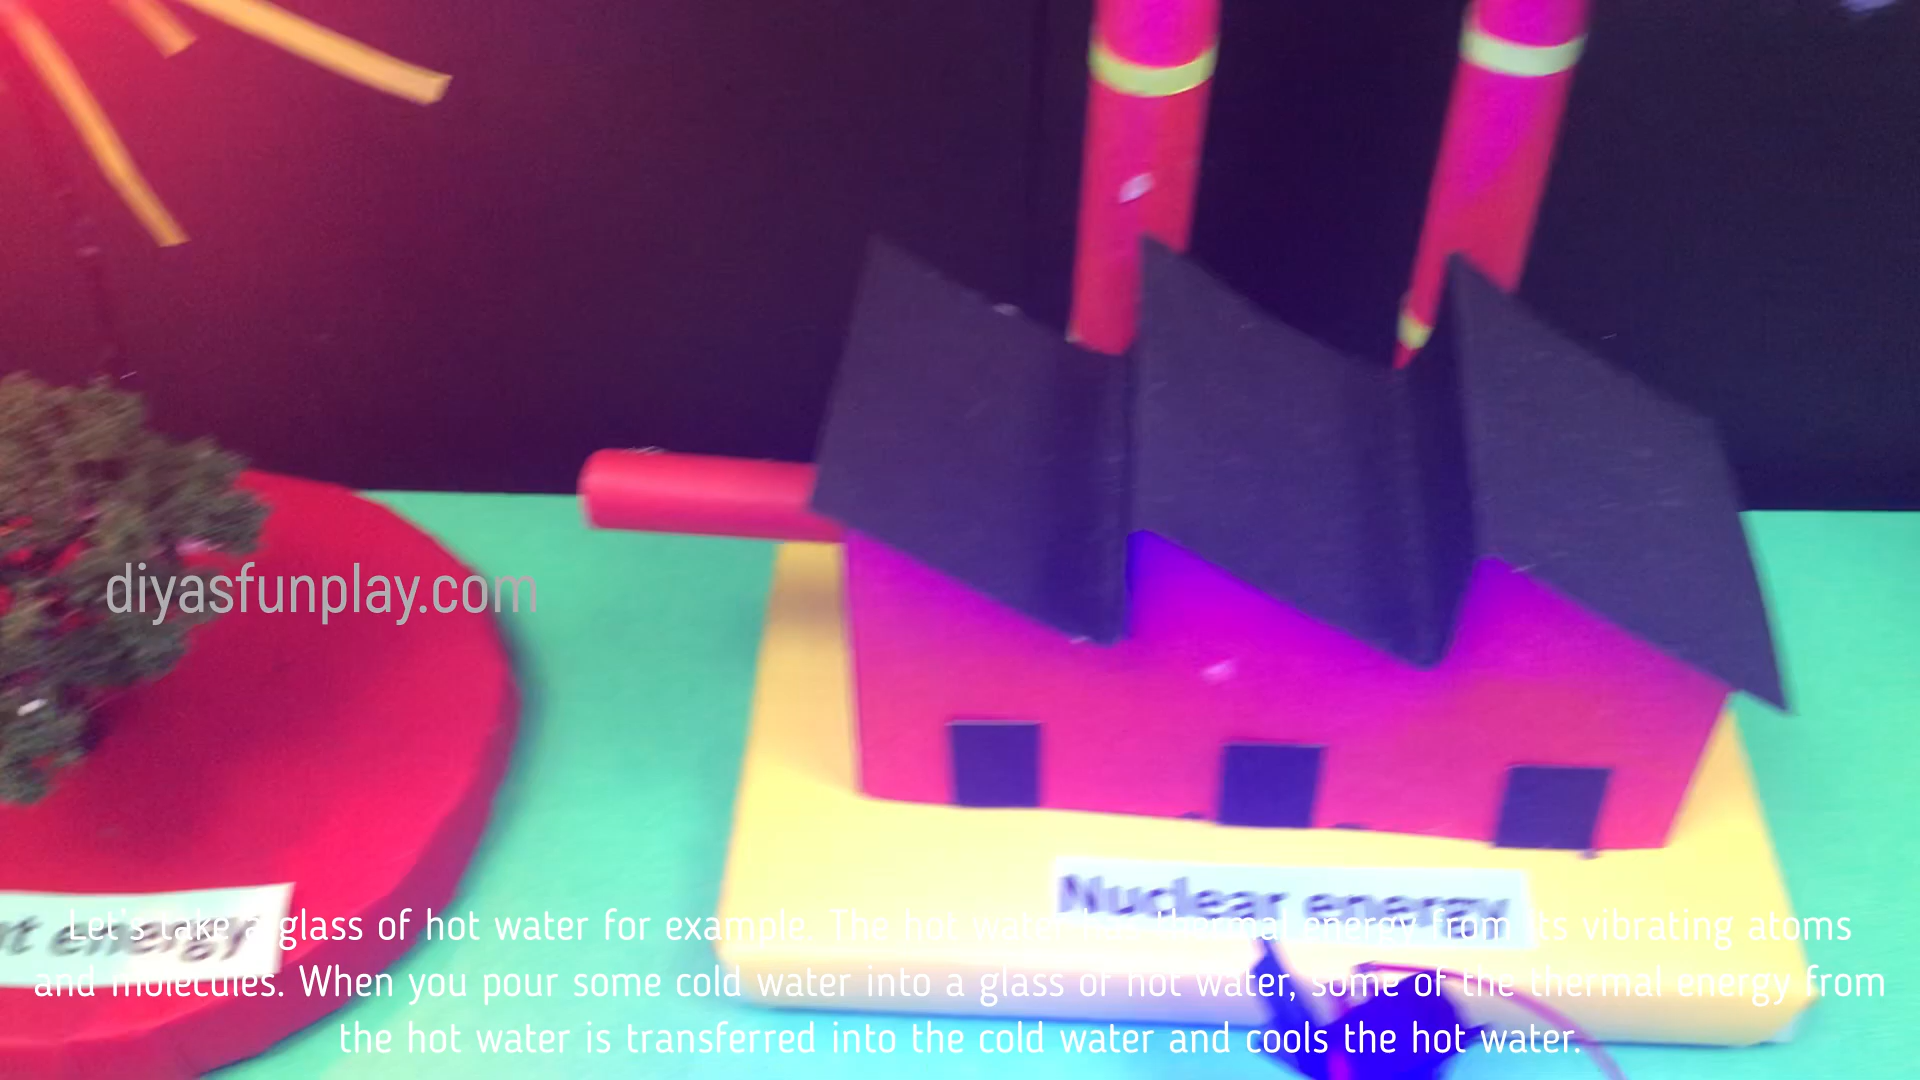 diyasfunplay.com
Nuclear energy
t energy
Let's take a glass of hot water for example. The hot water has thermal energy from its vibrating atoms
and molecules. When you pour some cold water into a glass of hot water, some of the thermal energy from
the hot water is transferred into the cold water and cools the hot water.